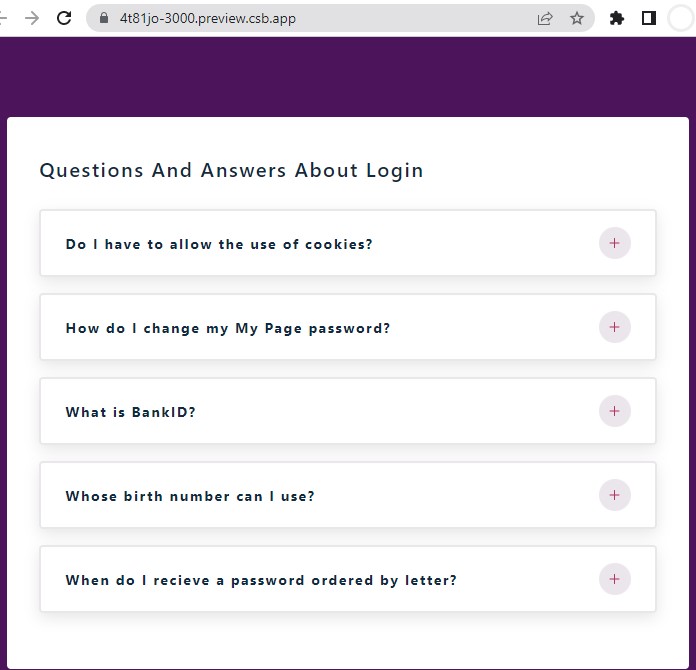 4t81jo-3000.preview.csb.app
Questions And Answers About Login
Do I have to allow the use of cookies?
How do I change my My Page password?
What is BankID?
Whose birth number can I use?
When do I recieve a password ordered by letter?